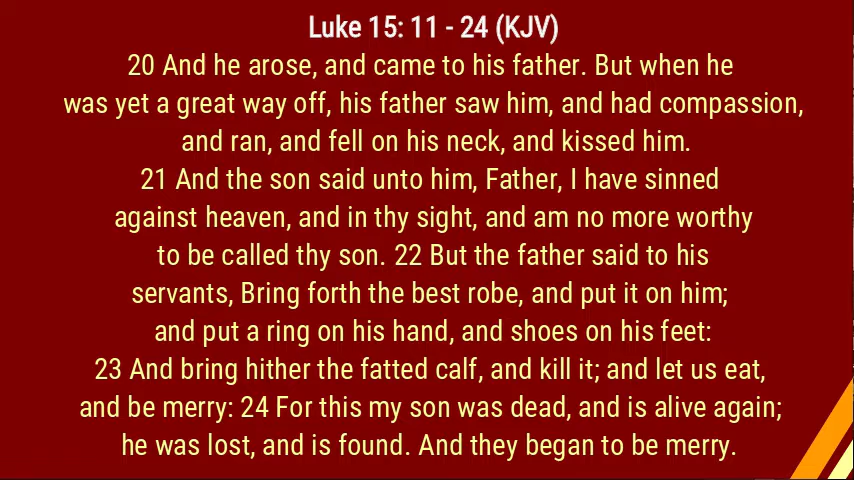 Luke 15: 11 - 24 (KJV)
20 And he arose, and came to his father. But when he
was yet a great way off, his father saw him, and had compassion,
and ran, and fell on his neck, and kissed him.
21 And the son said unto him, Father, I have sinned
against heaven, and in thy sight, and am no more worthy
to be called thy son. 22 But the father said to his
servants, Bring forth the best robe, and put it on him;
and put a ring on his hand, and shoes on his feet:
23 And bring hither the fatted calf, and kill it; and let us eat,
and be merry: 24 For this my son was dead, and is alive again;
he was lost, and is found. And they began to be merry.